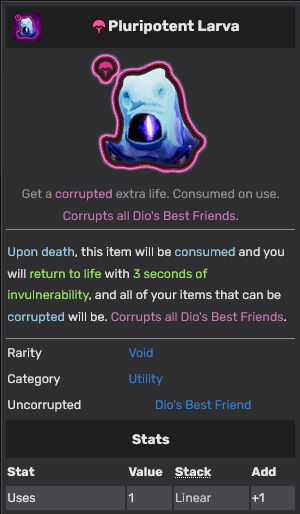 Pluripotent Larva
Get a corrupted extra life. Consumed on use.
Corrupts all Dio's Best Friends.
Upon death, this item will be consumed and you
will return to life with 3 seconds of
invulnerability, and all of your items that can be
corrupted will be. Corrupts all Dio's Best Friends.
Rarity Void
Category Utility
Uncorrupted Dio's Best Friend
Stats
Stat Value Stack Add
Uses 1 Linear +1